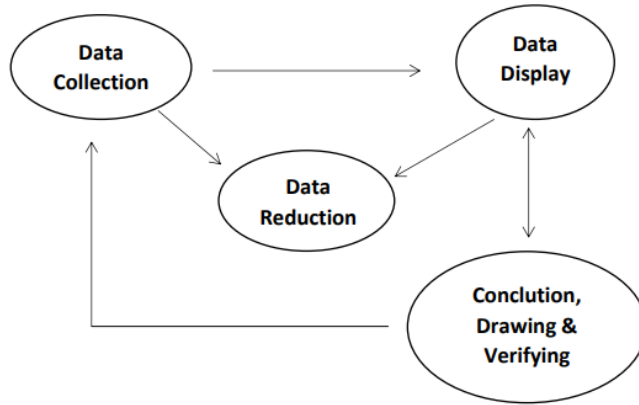 Data
Collection
Data
Display
Data
Reduction
Conclution,
Drawing &
Verifying